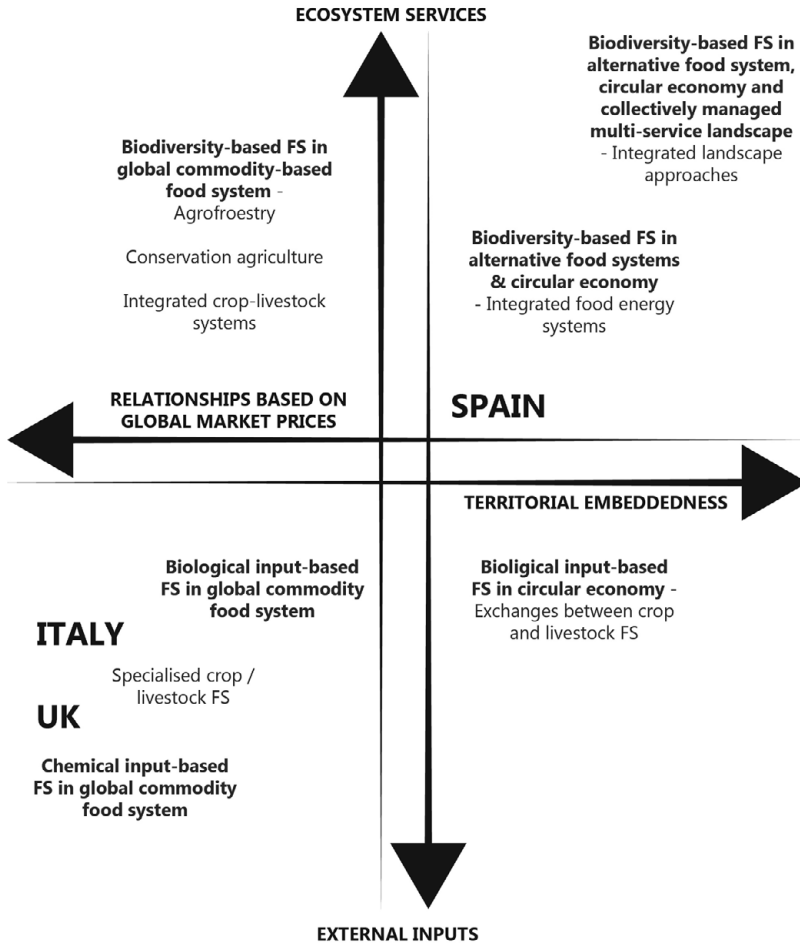 ECOSYSTEM SERVICES
Biodiversity-based FS in
alternative food system,
circular economy and
collectively managed
multi-service landscape
- Integrated landscape
approaches
Biodiversity-based FS in
global commodity-based
food system -
Agrofroestry
Conservation agriculture
Integrated crop-livestock
systems
Biodiversity-based FS in
alternative food systems
& circular economy
- Integrated food energy
systems
RELATIONSHIPS BASED ON
GLOBAL MARKET PRICES
SPAIN
TERRITORIAL EMBEDDEDNESS
Biological input-based
FS in global commodity
food system
Bioligical input-based
FS in circular economy -
Exchanges between crop
and livestock FS
ITALY
Specialised crop /
livestock FS
UK
Chemical input-based
FS in global commodity
food system
EXTERNAL INPUTS